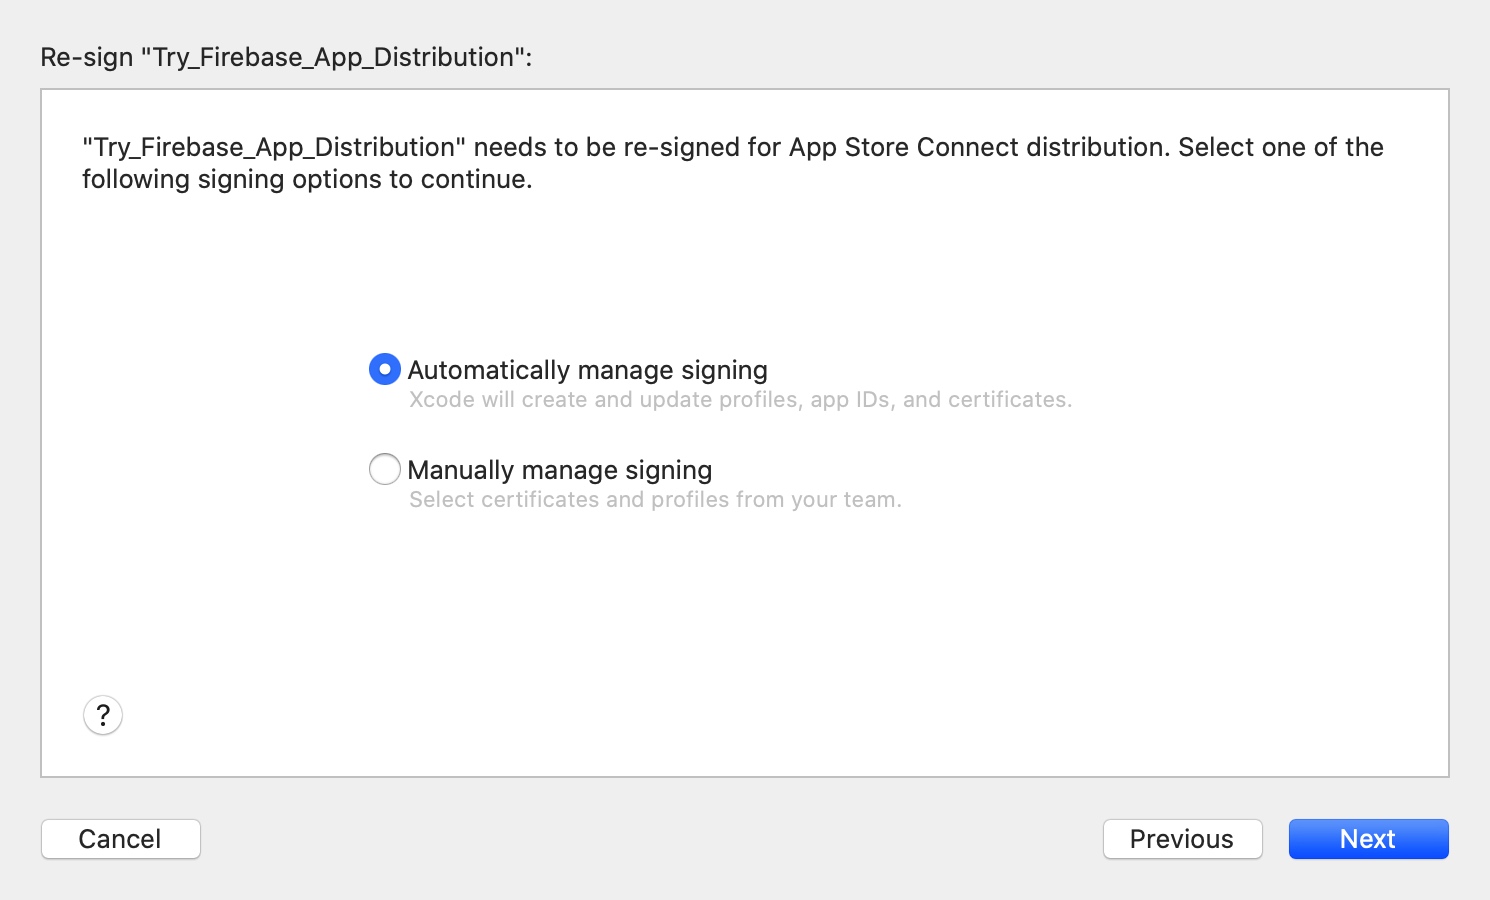 Re-sign "Try_Firebase_App_Distribution":
"Try_Firebase_App_Distribution" needs to be re-signed for App Store Connect distribution. Select one of the
following signing options to continue.
Automatically manage signing
Xcode will create and update profiles, app IDs, and certificates.
Manually manage signing
Select certificates and profiles from your team.
?
Cancel
Previous
Next